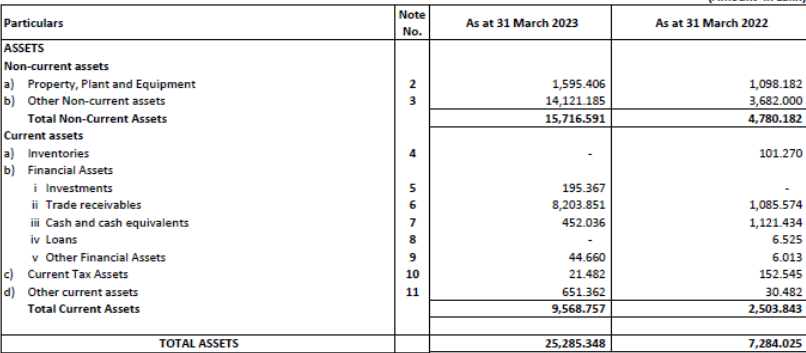 Particulars Note No. As at 31 March 2023 As at 31 March 2022
ASSETS
Non-current assets
a) Property, Plant and Equipment 2 1,595.406 1,098.182
b) Other Non-current assets 3 14,121.185 3,682.000
Total Non-Current Assets 15,716.591 4,780.182
Current assets
a) Inventories 4 - 101.270
b) Financial Assets
i Investments 5 195.367 -
ii Trade receivables 6 8,203.851 1,085.574
iii Cash and cash equivalents 7 452.036 1,121.434
iv Loans 8 - 6.525
v Other Financial Assets 9 44.660 6.013
c) Current Tax Assets 10 21.482 152.545
d) Other current assets 11 651.362 30.482
Total Current Assets 9,568.757 2,503.843
TOTAL ASSETS 25,285.348 7,284.025